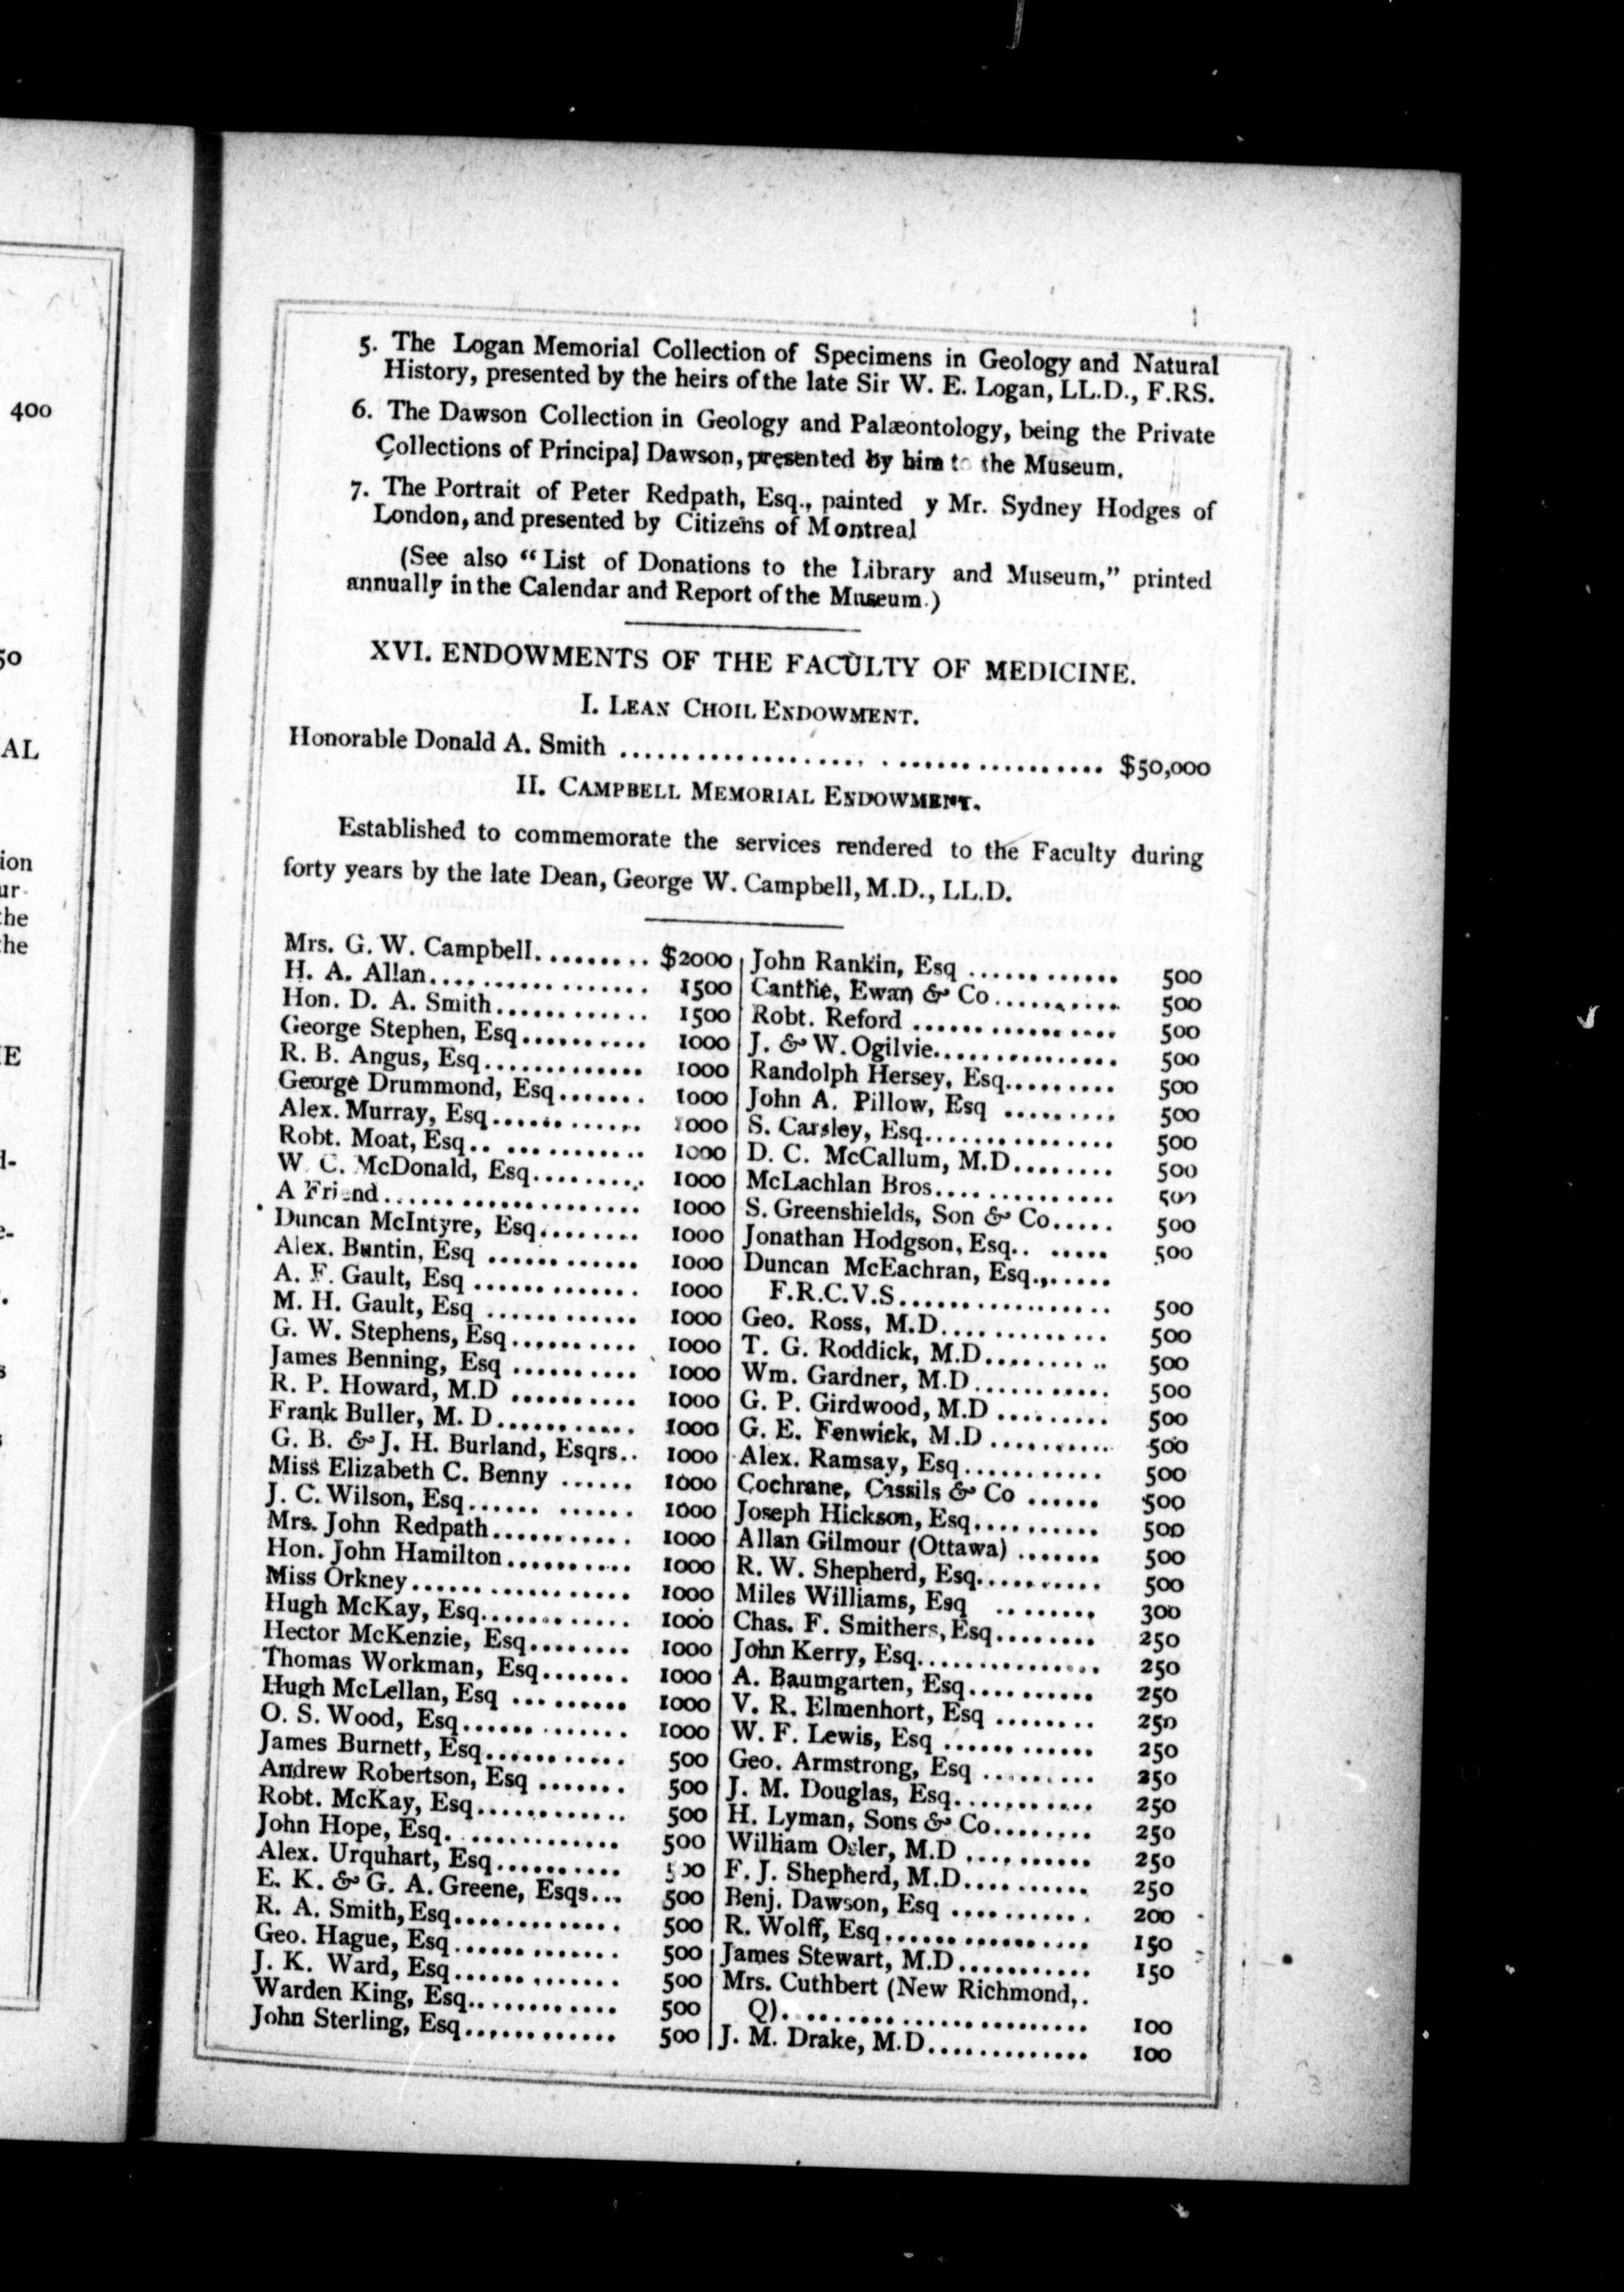 400
50
AL
ion
ur-
the
the
E
5. The Logan Memorial Collection of Specimens in Geology and Natural
History, presented by the heirs of the late Sir W. E. Logan, LL.D., F.RS.
6. The Dawson Collection in Geology and Palæontology, being the Private
Collections of Principal Dawson, presented by him to the Museum.
7. The Portrait of Peter Redpath, Esq., painted y Mr. Sydney Hodges of
London, and presented by Citizens of Montreal
(See also "List of Donations to the Library and Museum," printed
annually in the Calendar and Report of the Museum.)
XVI. ENDOWMENTS OF THE FACULTY OF MEDICINE.
I. LEAN CHOIL ENDOWMENT.
Honorable Donald A. Smith ........................................ $50,000
II. CAMPBELL MEMORIAL ENDOWMENT.
Established to commemorate the services rendered to the Faculty during
forty years by the late Dean, George W. Campbell, M.D., LL.D.
Mrs. G. W. Campbell.......... $2000
H. A. Allan.................. 1500
Hon. D. A. Smith............ 1500
George Stephen, Esq.......... 1000
R. B. Angus, Esq............. 1000
George Drummond, Esq....... 1000
Alex. Murray, Esq............ 1000
Robt. Moat, Esq.. ........... 1000
W. C. McDonald, Esq.......... 1000
A Friend.................... 1000
Duncan McIntyre, Esq........ 1000
Alex. Buntin, Esq ............ 1000
A. F. Gault, Esq ............. 1000
M. H. Gault, Esq ............ 1000
G. W. Stephens, Esq.......... 1000
James Benning, Esq .......... 1000
R. P. Howard, M.D .......... 1000
Frank Buller, M. D........... 1000
G. B. & J. H. Burland, Esqrs.. 1000
Miss Elizabeth C. Benny ...... 1000
J. C. Wilson, Esq...... ...... 1000
Mrs. John Redpath........... 1000
Hon. John Hamilton.......... 1000
Miss Orkney................. 1000
Hugh McKay, Esq............ 1000
Hector McKenzie, Esq........ 1000
Thomas Workman, Esq....... 1000
Hugh McLellan, Esq ......... 1000
O. S. Wood, Esq............. 1000
James Burnett, Esq........... 500
Andrew Robertson, Esq ....... 500
Robt. McKay, Esq............ 500
John Hope, Esq. ............. 500
Alex. Urquhart, Esq.......... 500
E. K. & G. A. Greene, Esqs... 500
R. A. Smith, Esq............. 500
Geo. Hague, Esq............. 500
J. K. Ward, Esq............. 500
Warden King, Esq............ 500
John Sterling, Esq............ 500
John Rankin, Esq ............ 500
Canthe, Ewan & Co.......... 500
Robt. Reford ................ 500
J. & W. Ogilvie............... 500
Randolph Hersey, Esq......... 500
John A. Pillow, Esq ......... 500
S. Carsley, Esq............... 500
D. C. McCallum, M.D........ 500
McLachlan Bros.............. 500
S. Greenshields, Son & Co..... 500
Jonathan Hodgson, Esq.. ..... 500
Duncan McEachran, Esq.,.....
F.R.C.V.S.................. 500
Geo. Ross, M.D.............. 500
T. G. Roddick, M.D........ .. 500
Wm. Gardner, M.D........... 500
G. P. Girdwood, M.D ......... 500
G. E. Fenwick, M.D .......... 500
Alex. Ramsay, Esq........... 500
Cochrane, Cassils & Co ...... 500
Joseph Hickson, Esq.......... 500
Allan Gilmour (Ottawa) ....... 500
R. W. Shepherd, Esq.......... 500
Miles Williams, Esq ........ 300
Chas. F. Smithers, Esq........ 250
John Kerry, Esq............... 250
A. Baumgarten, Esq.......... 250
V. R. Elmenhort, Esq ........ 250
W. F. Lewis, Esq ............ 250
Geo. Armstrong, Esq ......... 250
J. M. Douglas, Esq............ 250
H. Lyman, Sons & Co........ 250
William Osler, M.D .......... 250
F. J. Shepherd, M.D.......... 250
Benj. Dawson, Esq ........... 200
R. Wolff, Esq................ 150
James Stewart, M.D........... 150
Mrs. Cuthbert (New Richmond,.
Q)........................ 100
J. M. Drake, M.D............. 100